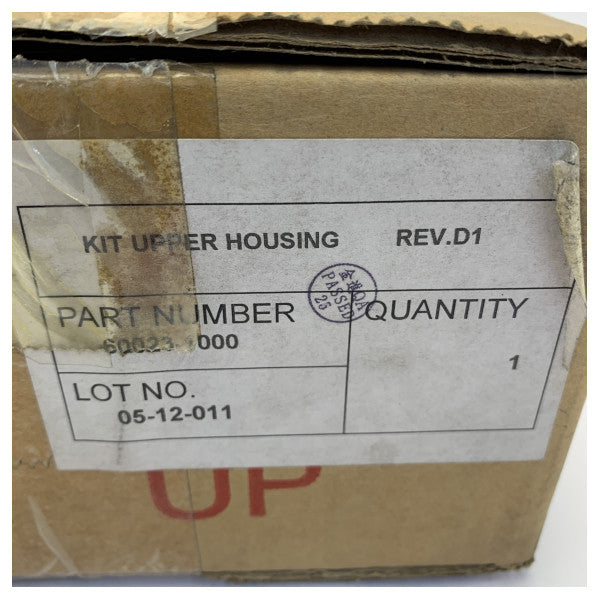 KIT UPPER HOUSING REV.D1
PART NUMBER
60023-1000
QUANTITY
1
LOT NO.
05-12-011
QA
PASSED
25
UP